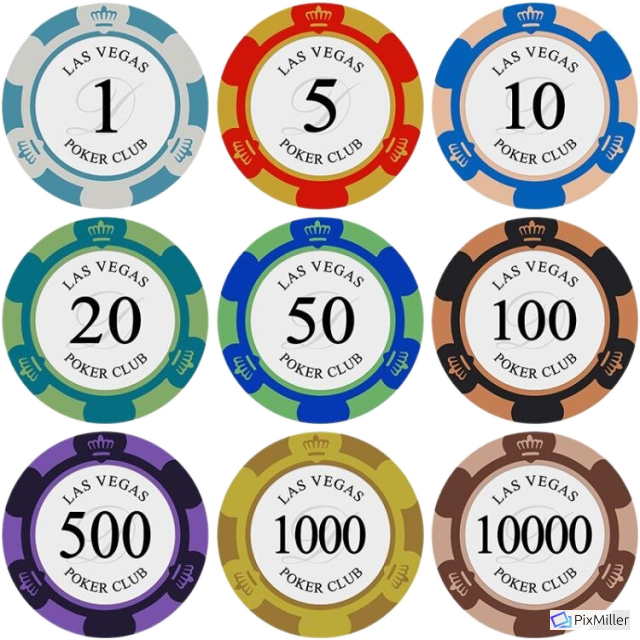 LAS VEGAS
1
POKER CLUB
LAS VEGAS
5
POKER CLUB
LAS VEGAS
10
POKER CLUB
LAS VEGAS
20
POKER CLUB
LAS VEGAS
50
POKER CLUB
LAS VEGAS
100
POKER CLUB
LAS VEGAS
500
POKER CLUB
LAS VEGAS
1000
POKER CLUB
LAS VEGAS
10000
POKER CLUB
PixMiller